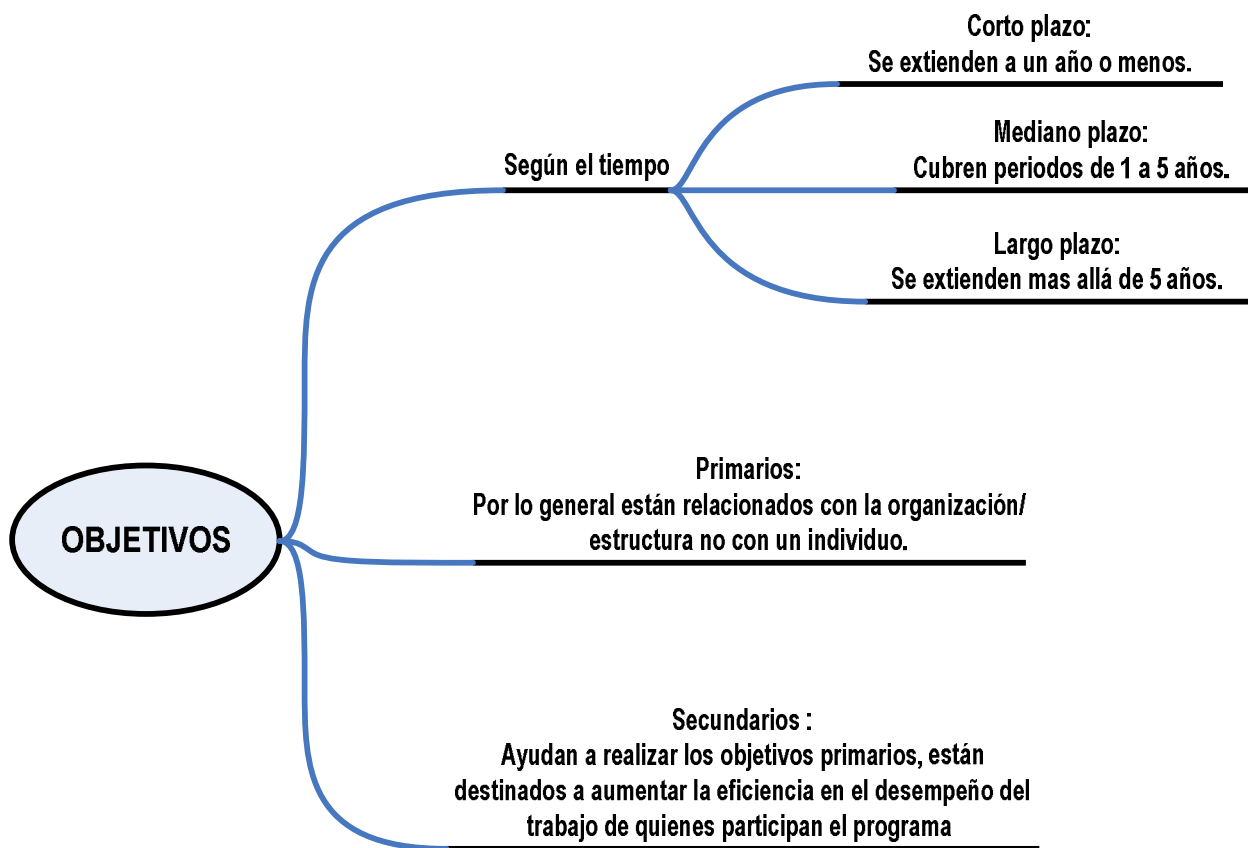 Corto plazo:
Se extienden a un año o menos.
Según el tiempo
Mediano plazo:
Cubren periodos de 1 a 5 años.
Largo plazo:
Se extienden mas allá de 5 años.
OBJETIVOS
Primarios:
Por lo general están relacionados con la organización/
estructura no con un individuo.
Secundarios :
Ayudan a realizar los objetivos primarios, están
destinados a aumentar la eficiencia en el desempeño del
trabajo de quienes participan el programa